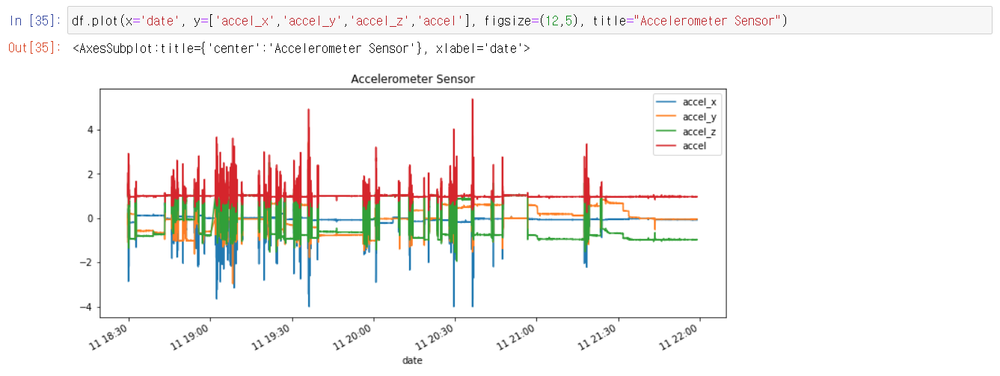 In [35]: df.plot(x='date', y=['accel_x','accel_y','accel_z','accel'], figsize=(12,5), title="Accelerometer Sensor")
Out[35]: <AxesSubplot:title={'center':'Accelerometer Sensor'}, xlabel='date'>
Accelerometer Sensor
accel_x
accel_y
accel_z
accel
4
2
0
−2
−4
11 18:30
11 19:00
11 19:30
11 20:00
11 20:30
11 21:00
11 21:30
11 22:00
date